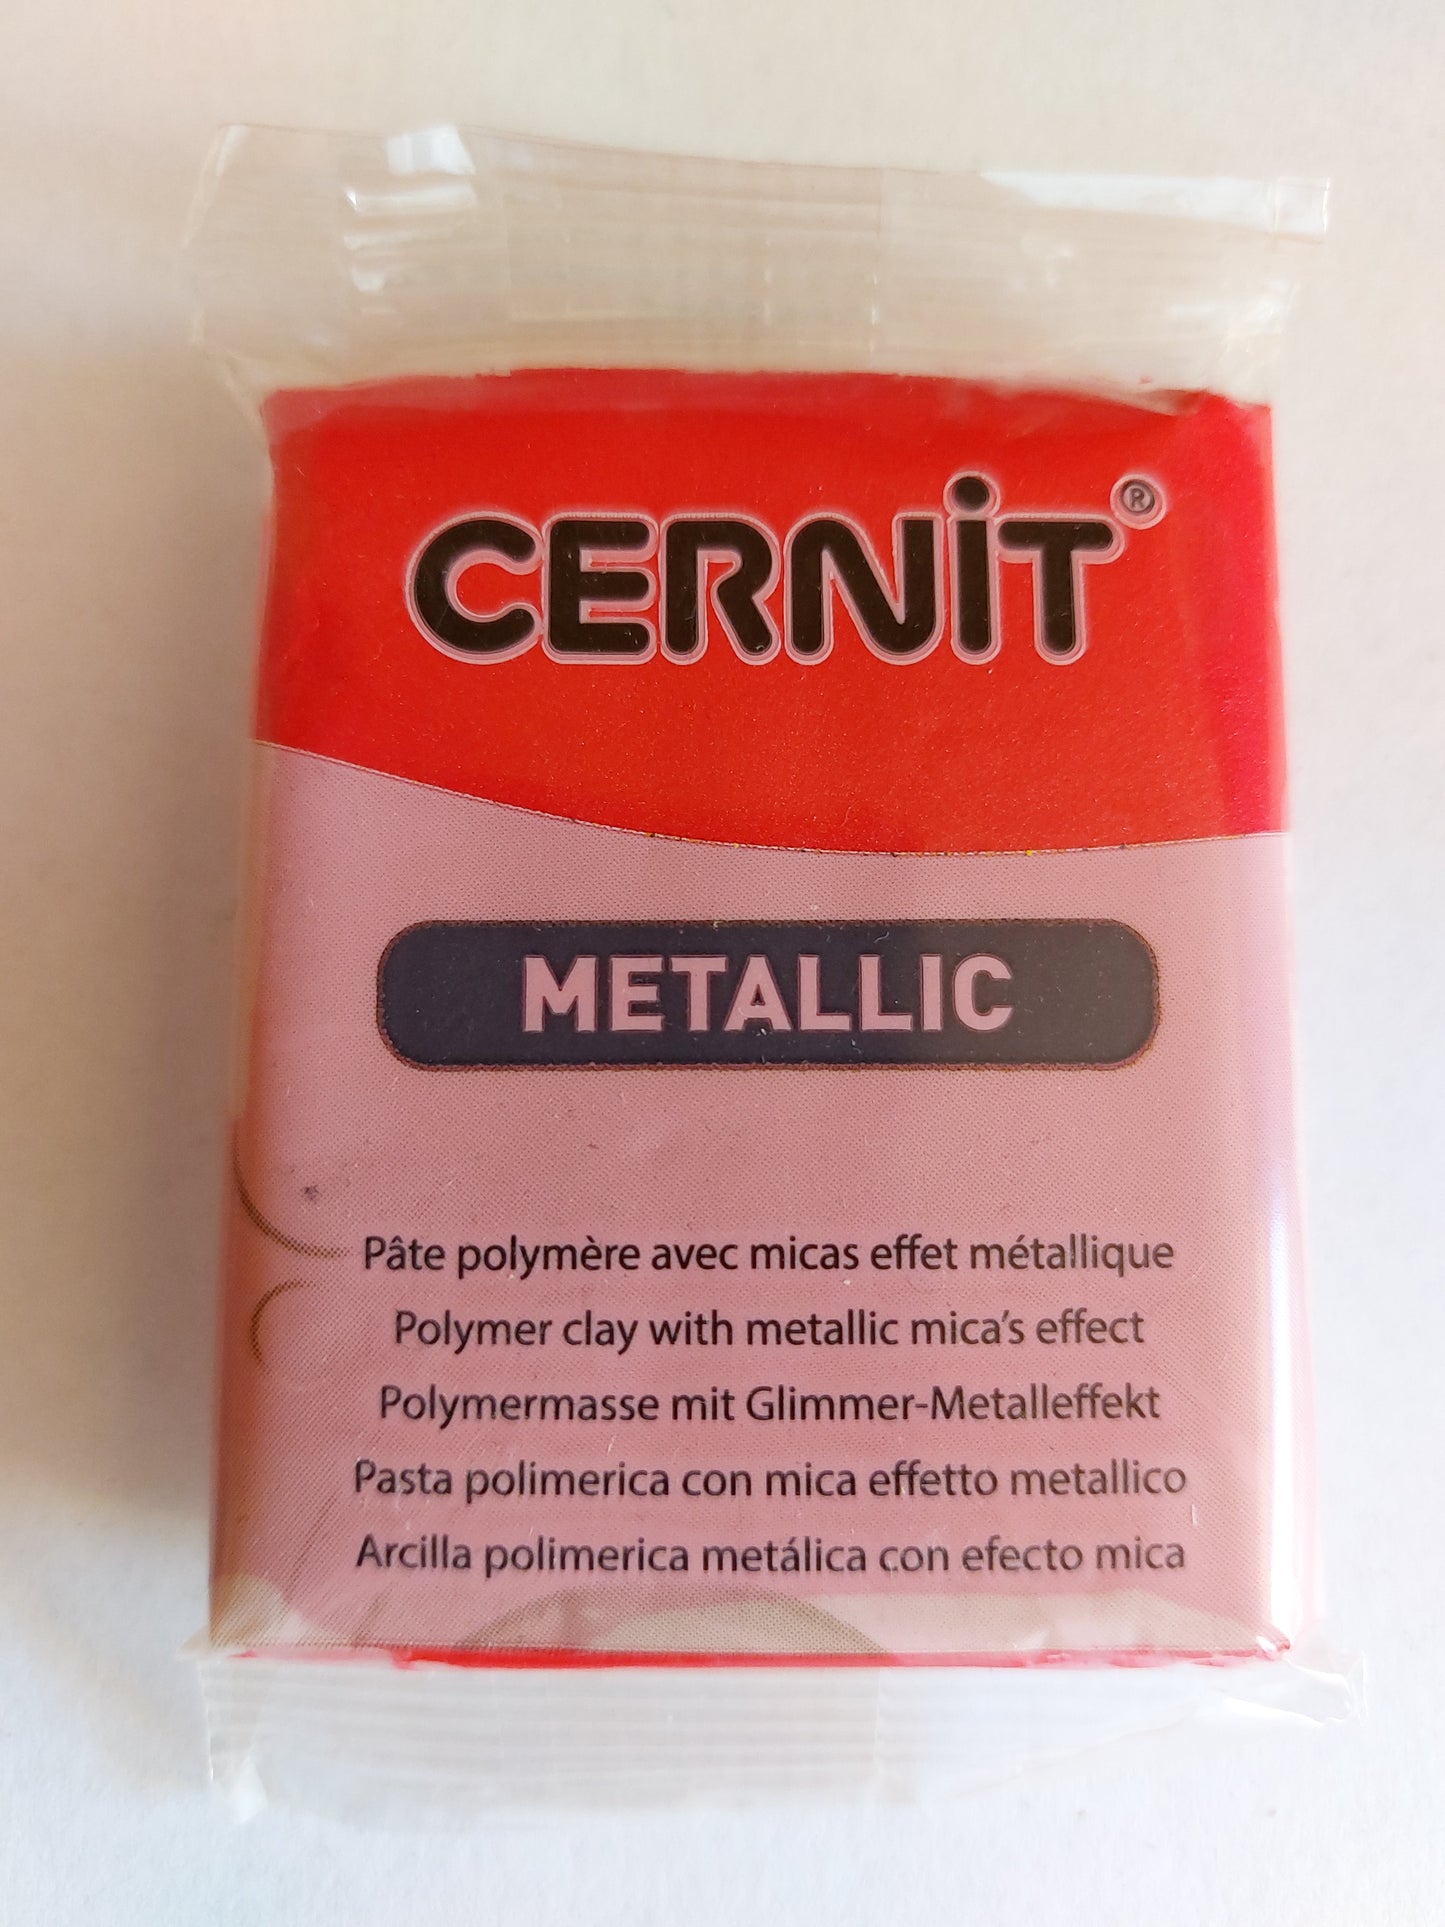 CERNiT®
METALLIC
Pâte polymère avec micas effet métallique
Polymer clay with metallic mica's effect
Polymermasse mit Glimmer-Metalleffekt
Pasta polimerica con mica effetto metallico
Arcilla polimerica metálica con efecto mica